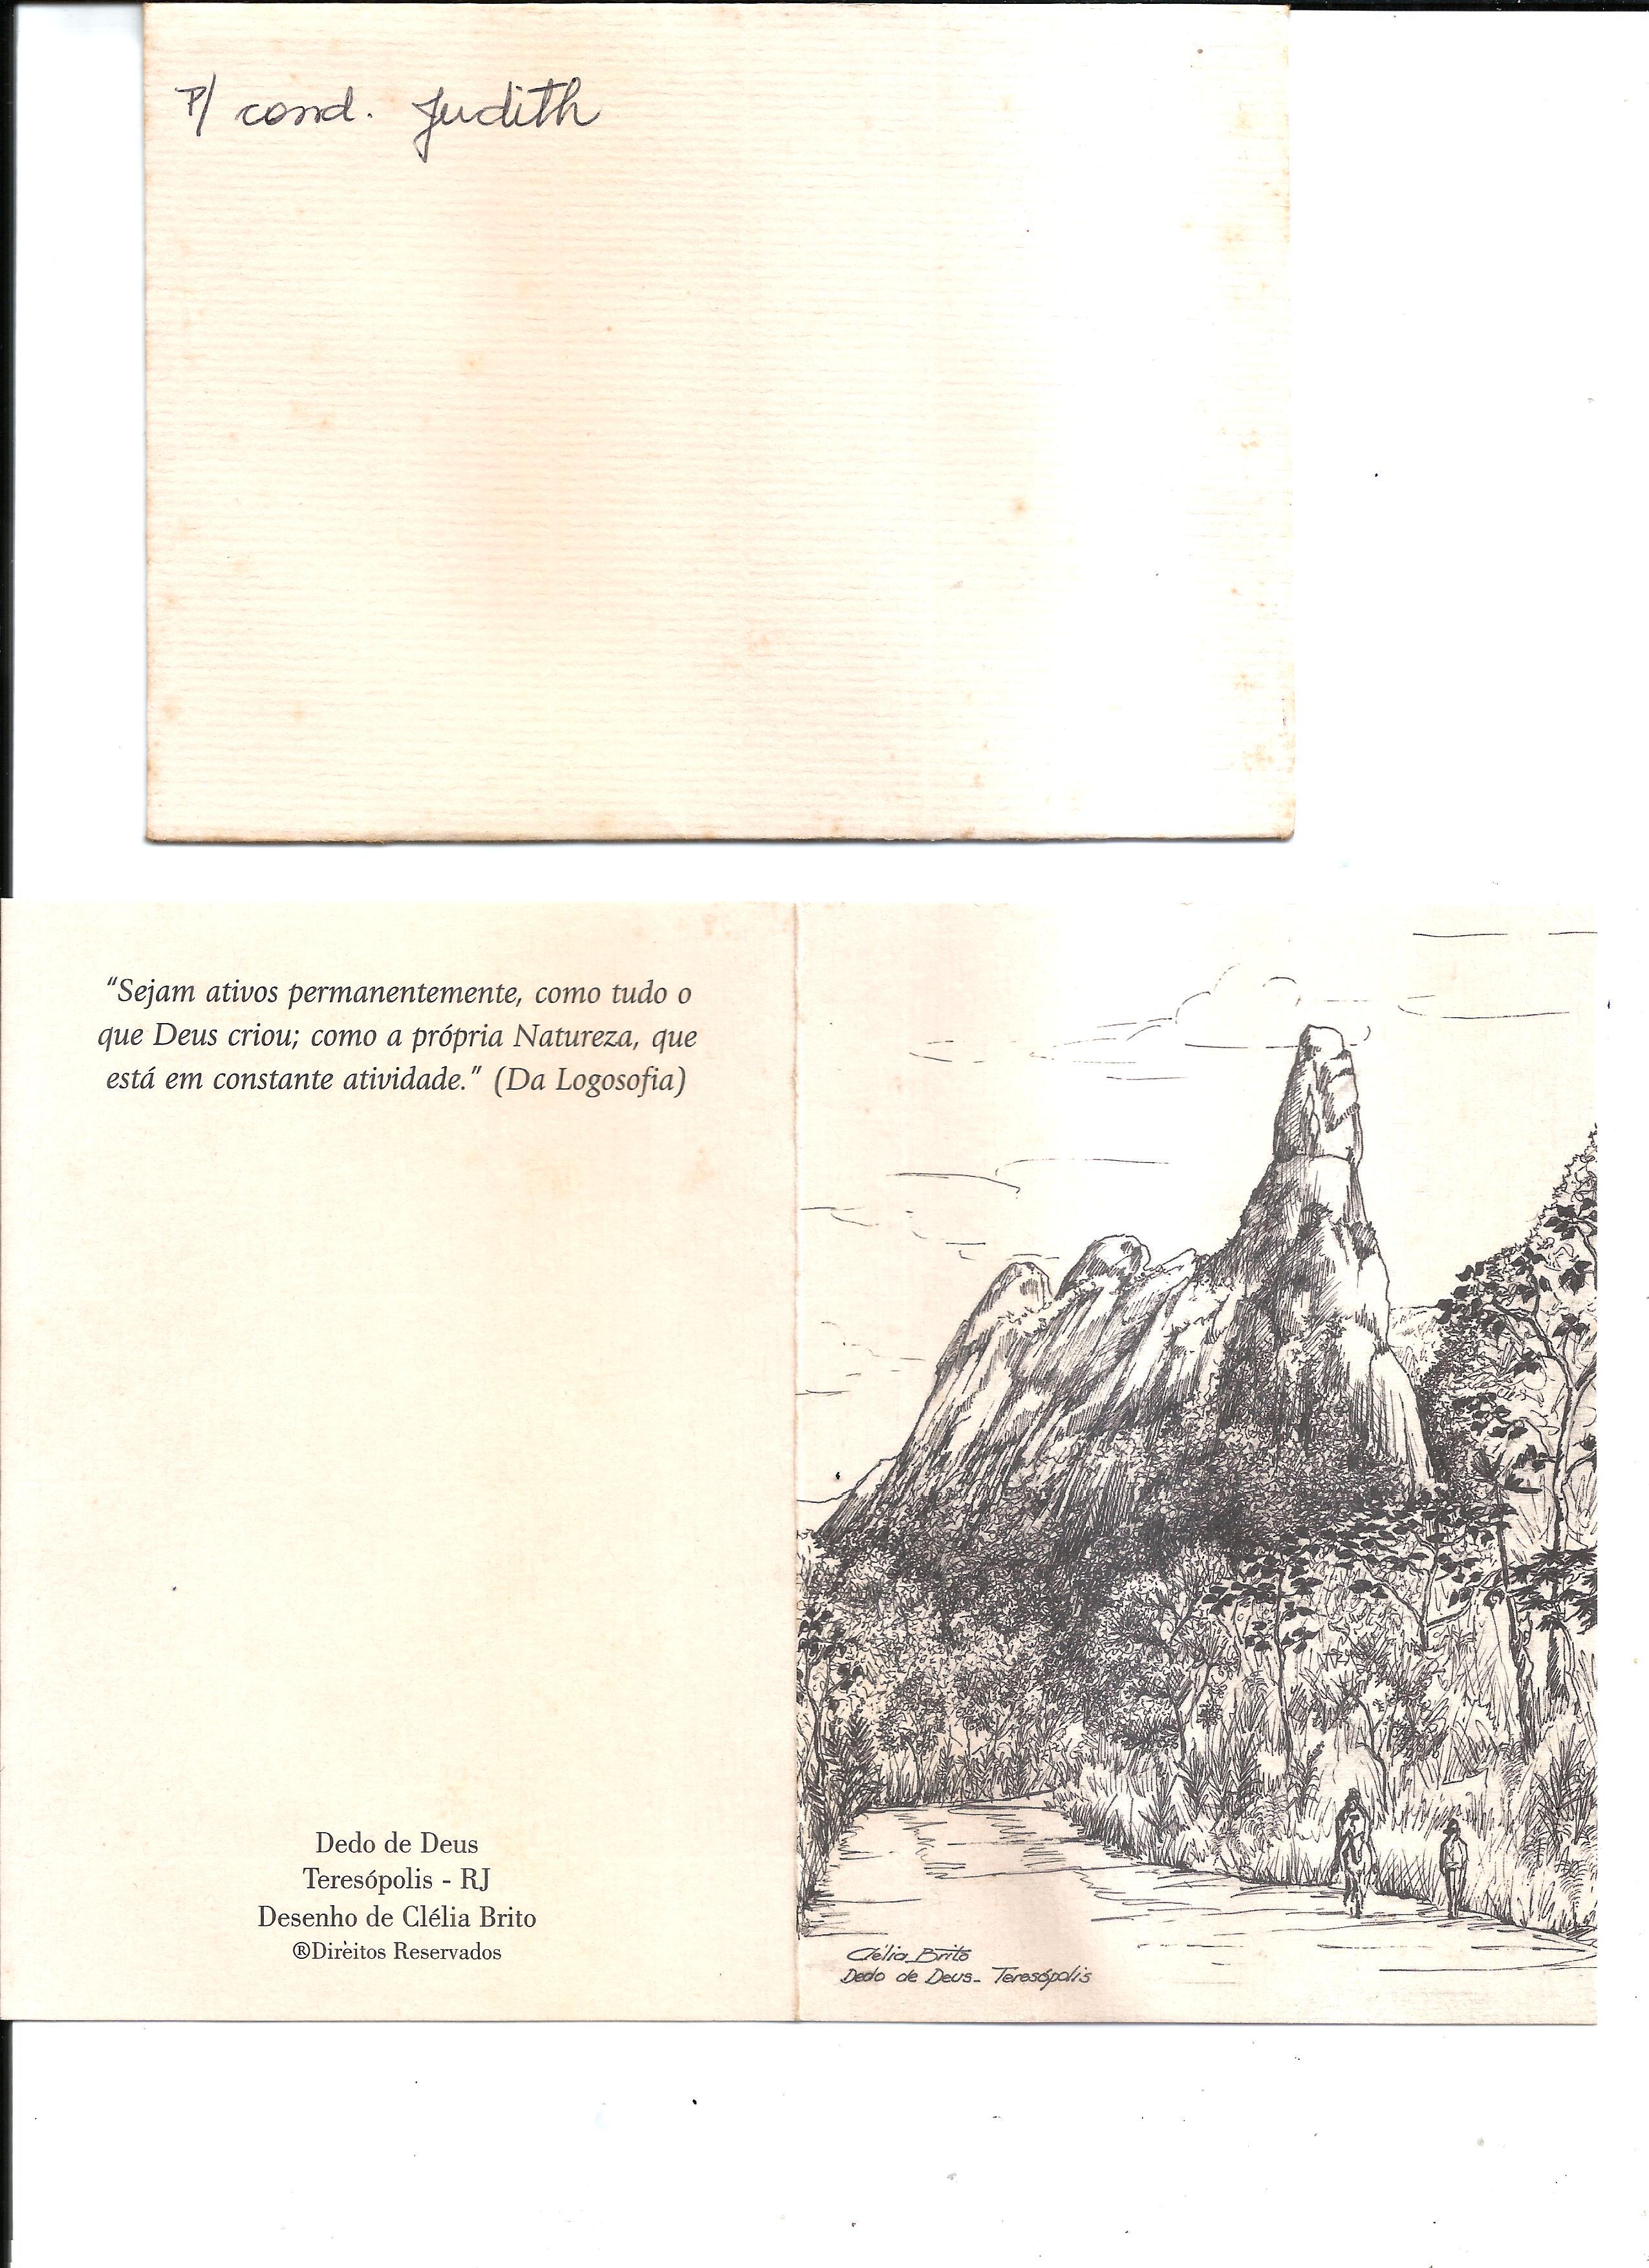 P/ cond. Judith
"Sejam ativos permanentemente, como tudo o
que Deus criou; como a própria Natureza, que
está em constante atividade." (Da Logosofia)
Dedo de Deus
Teresópolis - RJ
Desenho de Clélia Brito
®Direitos Reservados
Clélia Brito
Dedo de Deus - Teresópolis